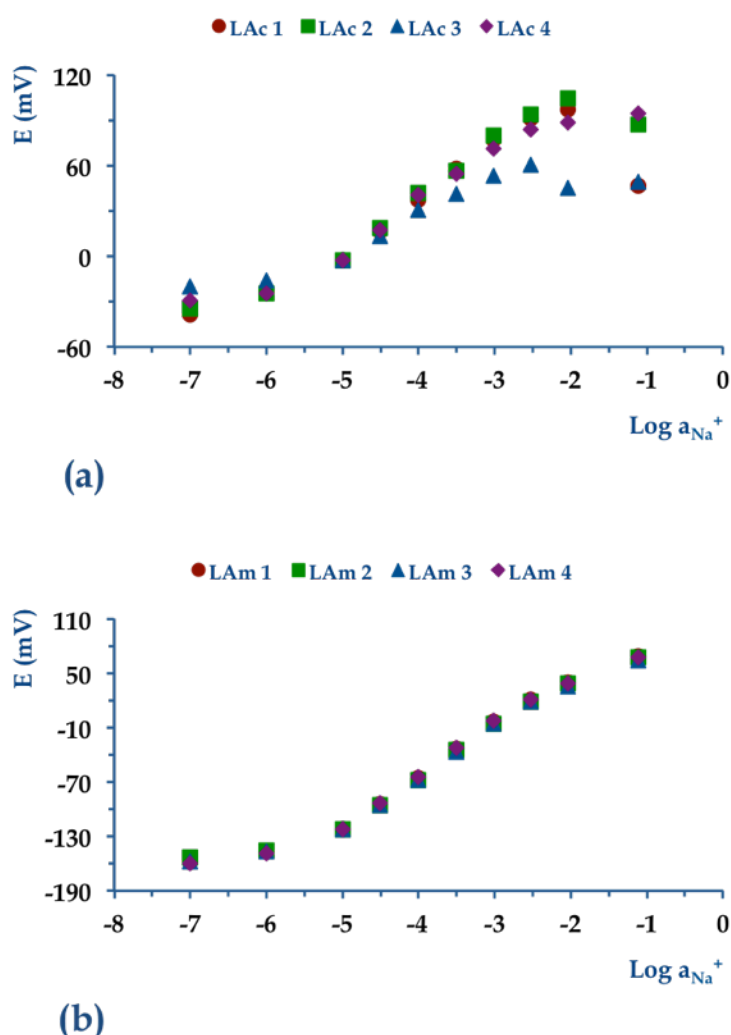 LAc 1 LAc 2 LAc 3 LAc 4
E (mV)
120
60
0
-60
-8 -7 -6 -5 -4 -3 -2 -1 0
Log aNa+
(a)
LAm 1 LAm 2 LAm 3 LAm 4
E (mV)
110
50
-10
-70
-130
-190
-8 -7 -6 -5 -4 -3 -2 -1 0
Log aNa+
(b)